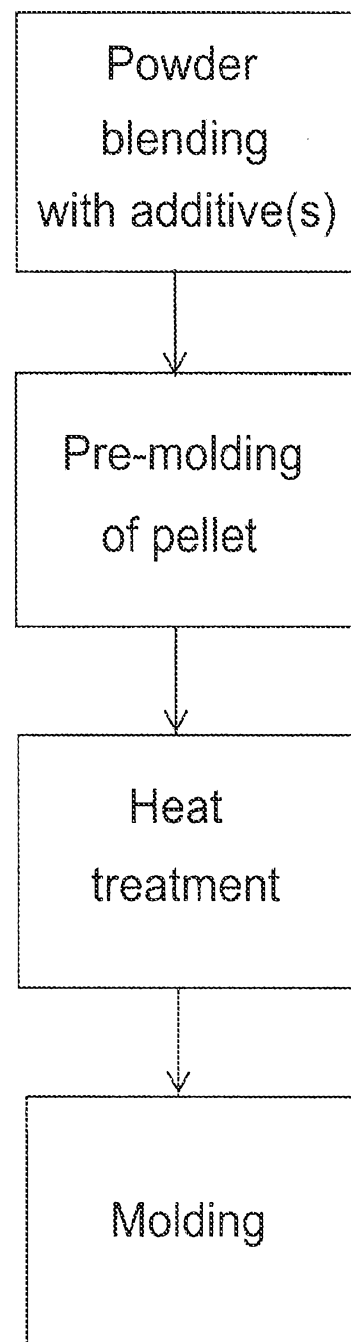 Powder
blending
with additive(s)
Pre-molding
of pellet
Heat
treatment
Molding